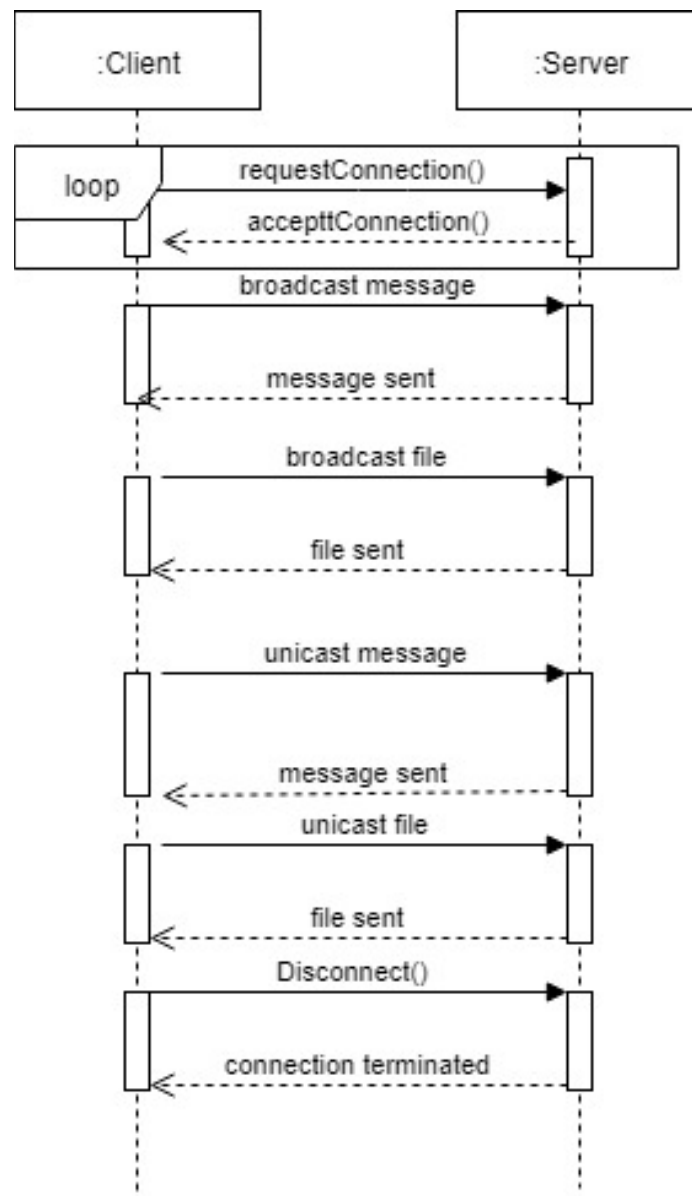 :Client
:Server
loop
requestConnection()
accepttConnection()
broadcast message
message sent
broadcast file
file sent
unicast message
message sent
unicast file
file sent
Disconnect()
connection terminated